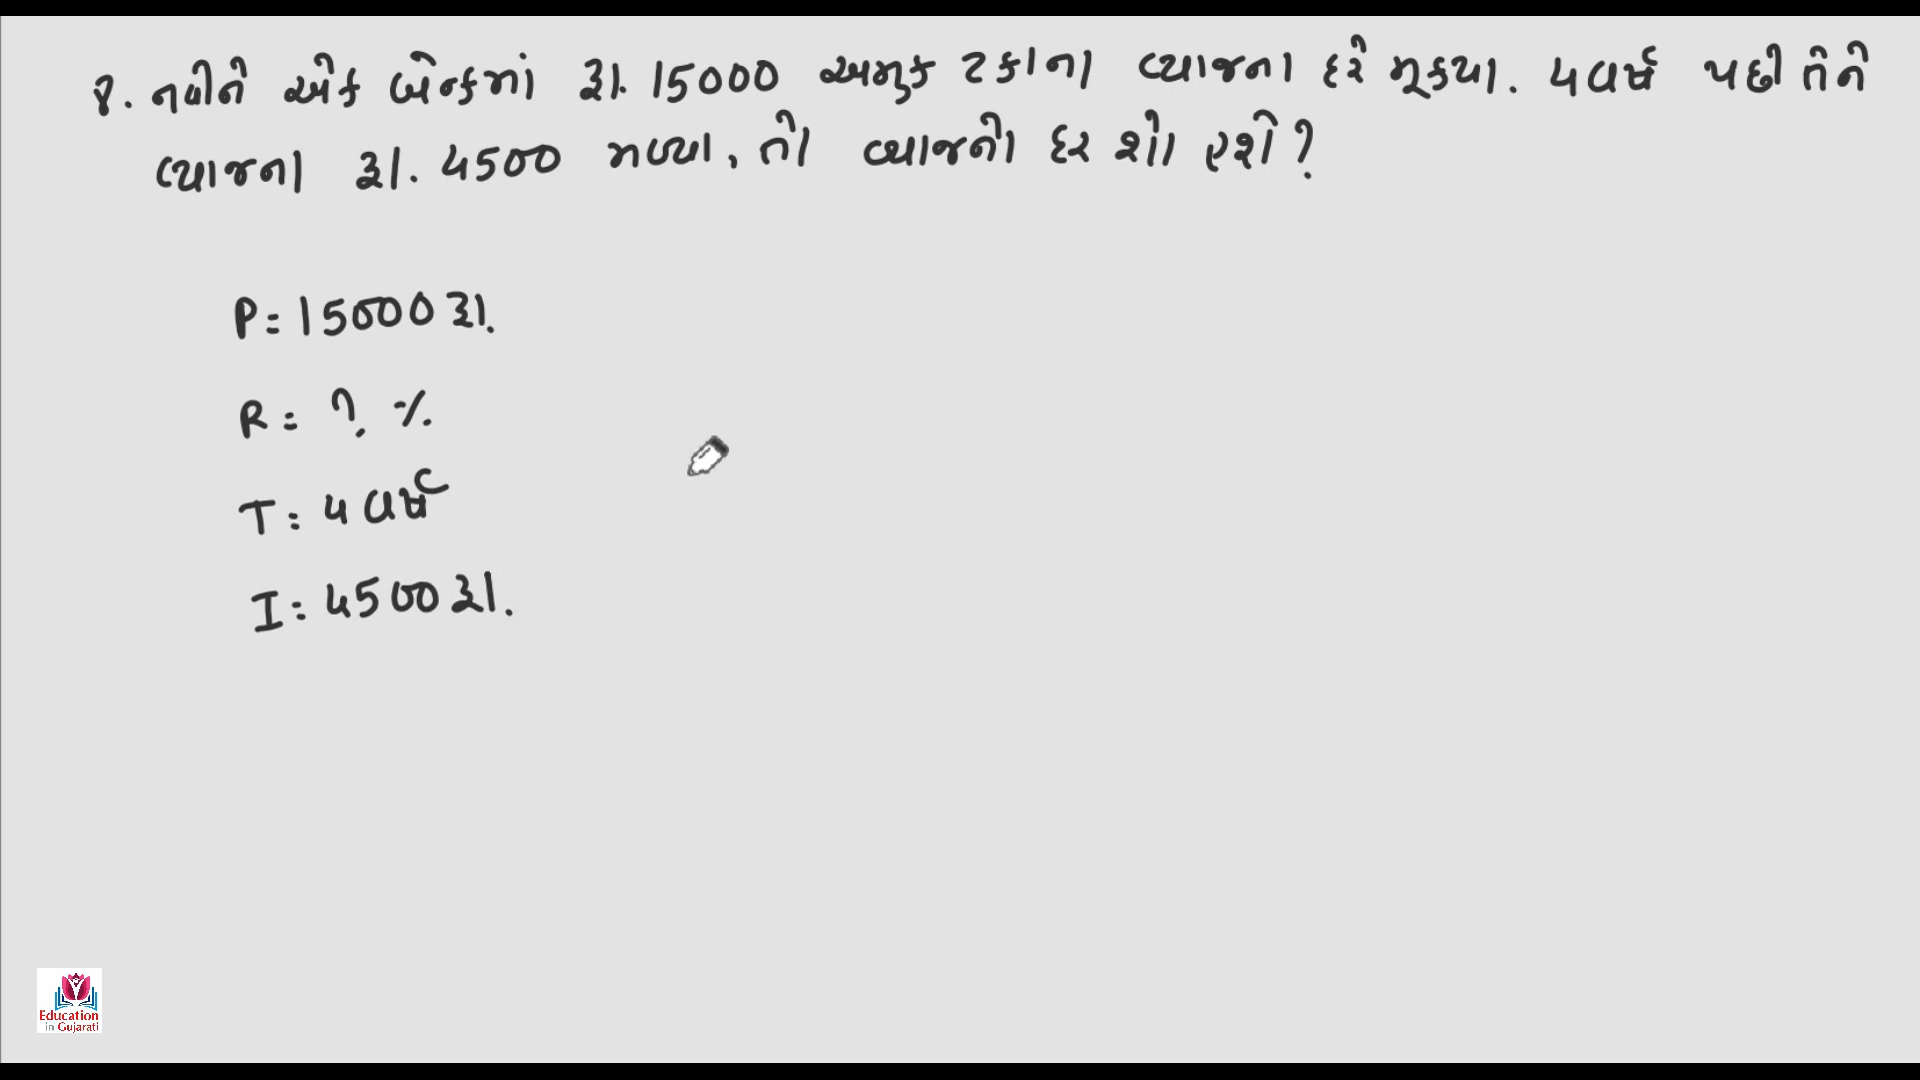 8. નવીને એક બેન્કમાં રૂા. 15000 અમુક ટકાના વ્યાજના દરે મૂક્યા. 4 વર્ષ પછી તેને
વ્યાજના રૂા. 4500 મળ્યા, તો વ્યાજનો દર શો હશે?
P = 15000 રૂા.
R = ? %
T = 4 વર્ષ
I = 4500 રૂા.
Education
in Gujarati